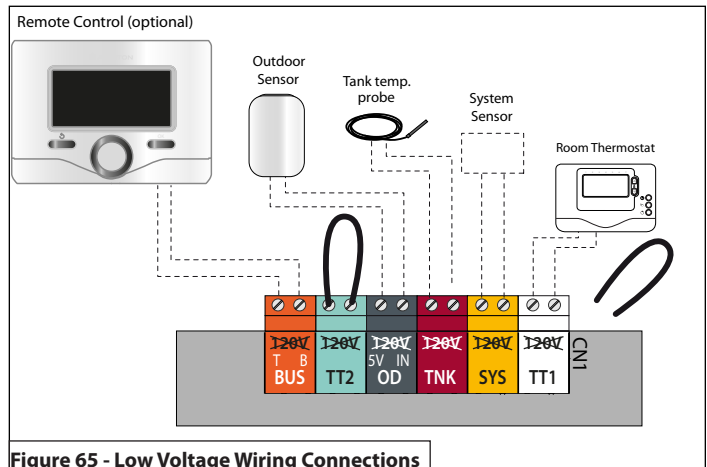 Remote Control (optional)
Outdoor
Sensor
Tank temp.
probe
System
Sensor
Room Thermostat
120V 120V 120V 120V 120V 120V
T B 5V IN
BUS TT2 OD TNK SYS TT1
CN1
Figure 65 - Low Voltage Wiring Connections